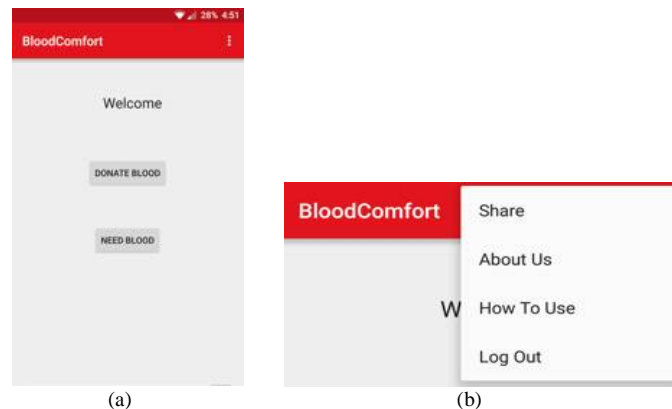 28% 4:51
BloodComfort
Welcome
DONATE BLOOD
NEED BLOOD
(a)
BloodComfort
Share
About Us
W
How To Use
Log Out
(b)